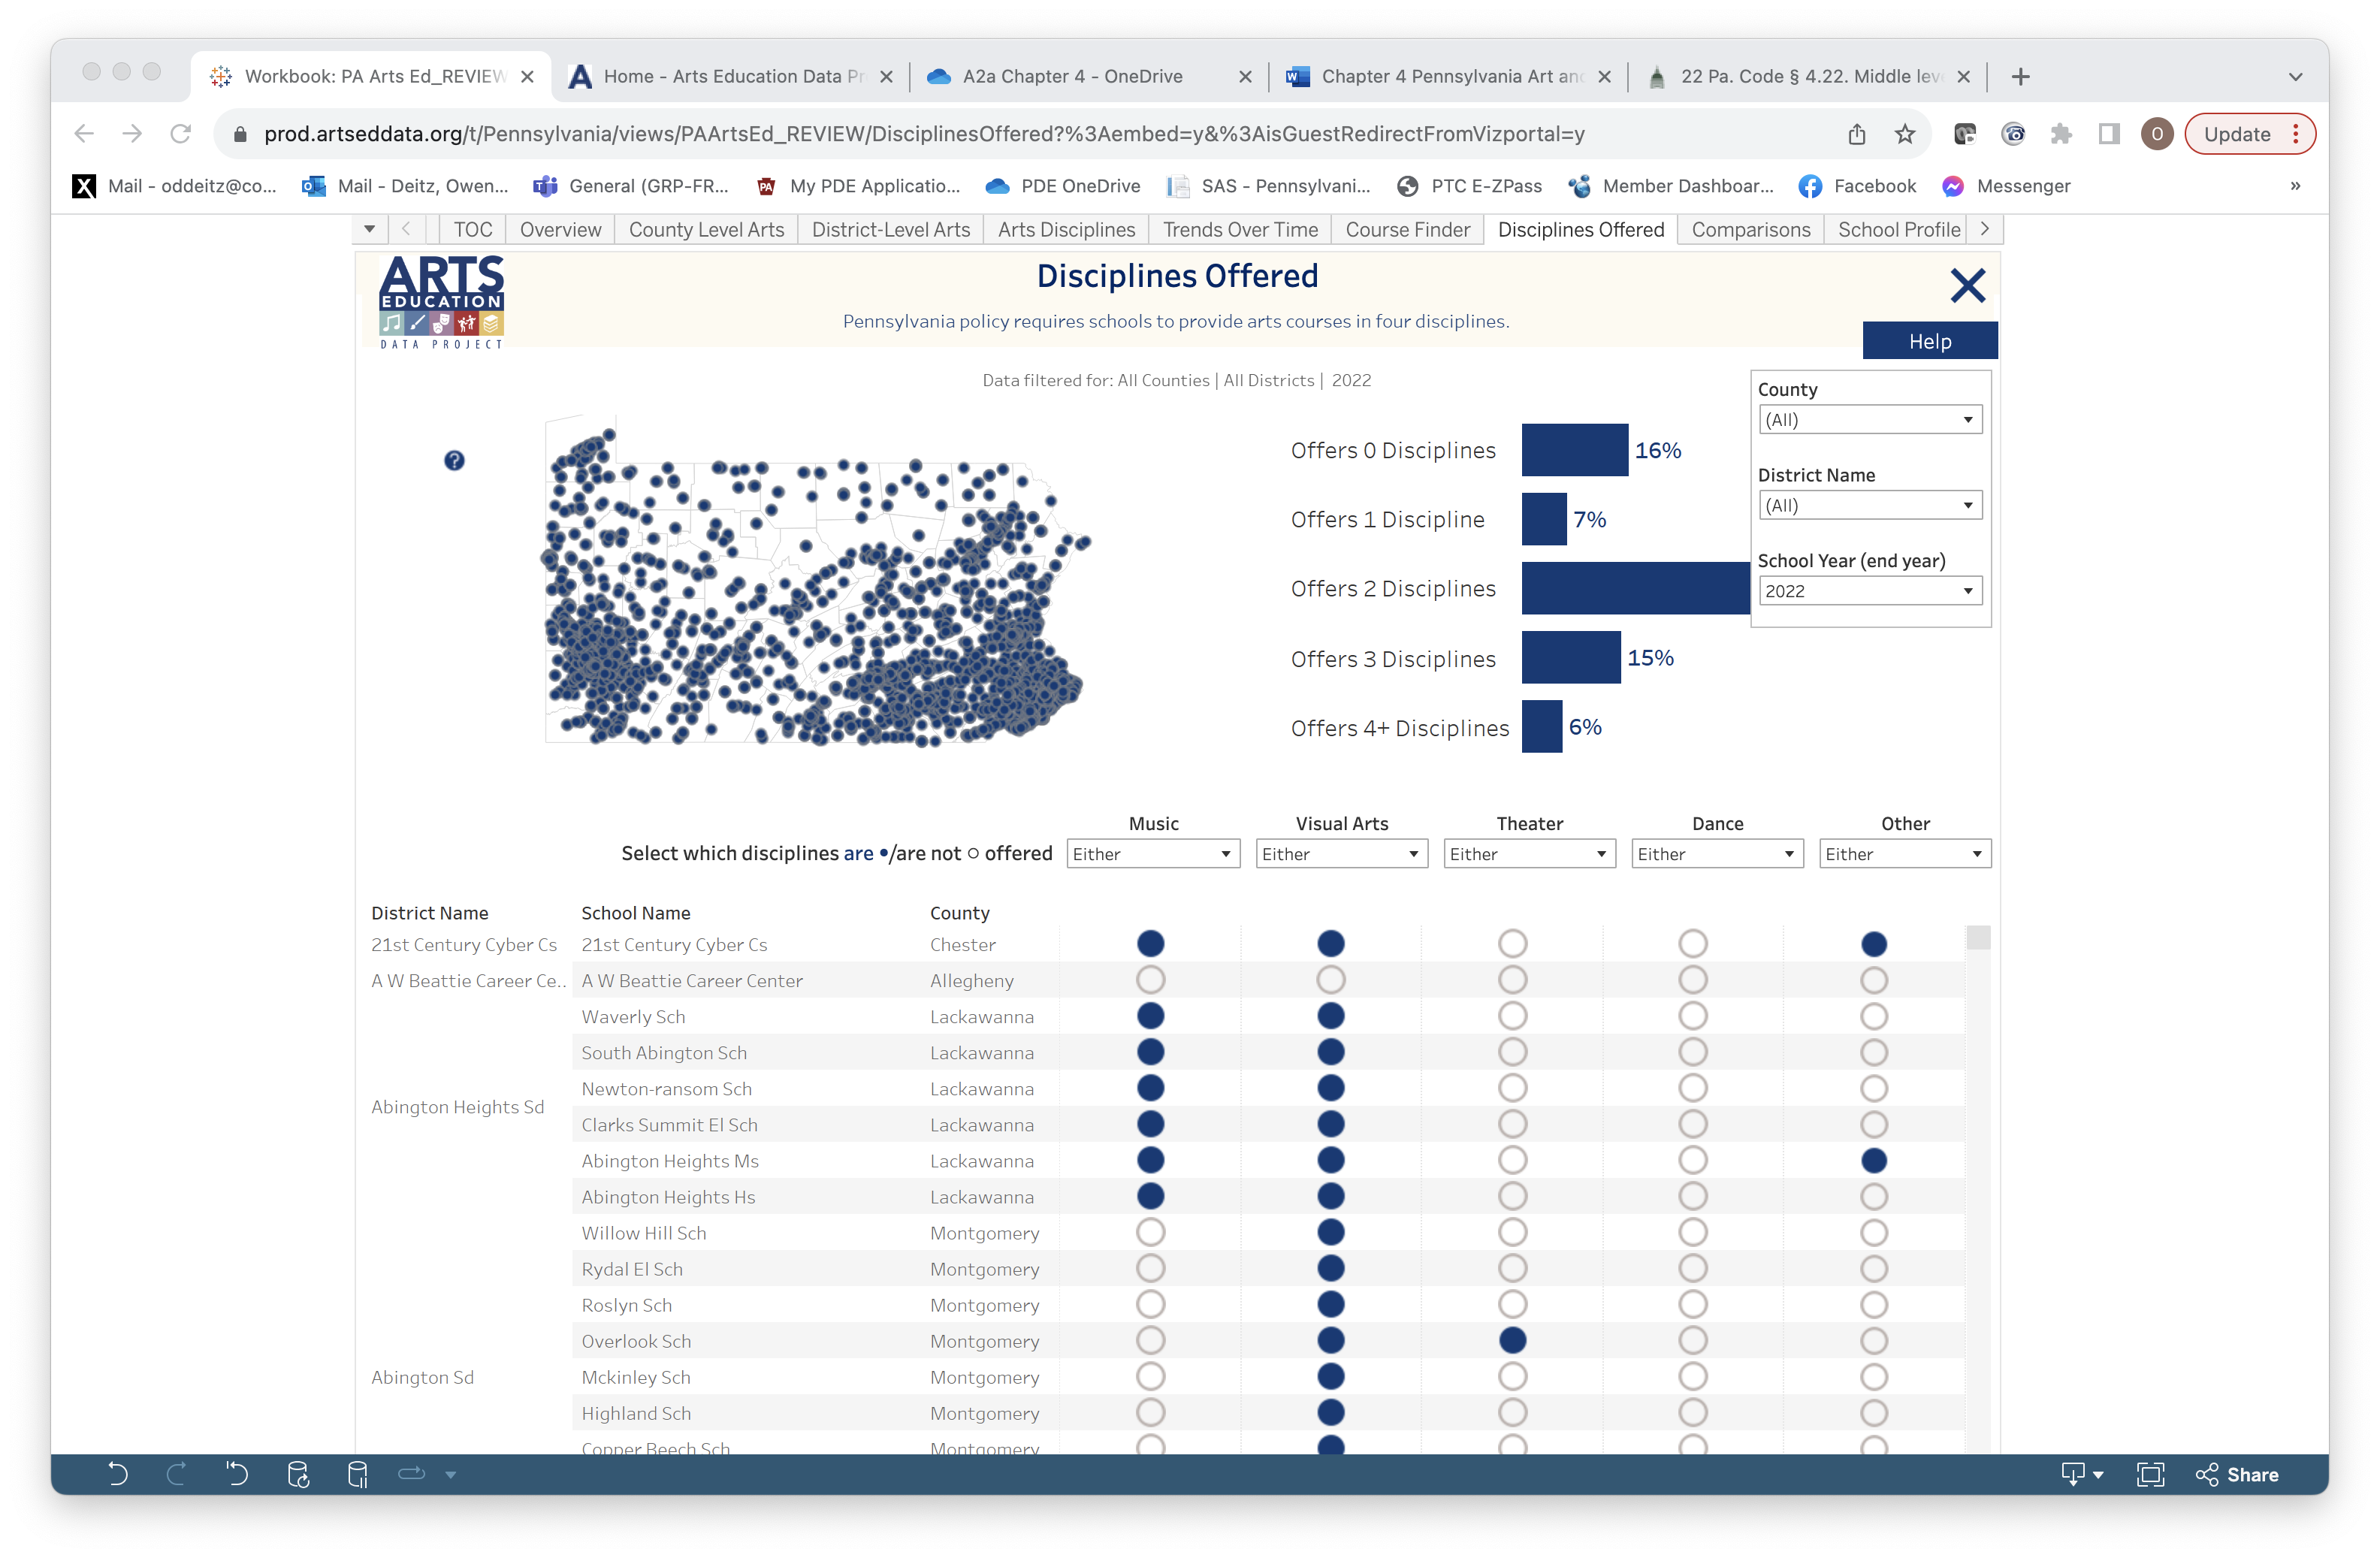 Workbook: PA Arts Ed_REVIEW
Home - Arts Education Data Pr
A2a Chapter 4 - OneDrive
Chapter 4 Pennsylvania Art and
22 Pa. Code § 4.22. Middle leve
prod.artseddata.org/t/Pennsylvania/views/PAArtsEd_REVIEW/DisciplinesOffered?%3Aembed=y&%3AisGuestRedirectFromVizportal=y
O
Update
Mail - oddeitz@co...
Mail - Deitz, Owen...
General (GRP-FR...
My PDE Applicatio...
PDE OneDrive
SAS - Pennsylvani...
PTC E-ZPass
Member Dashboar...
Facebook
Messenger
»
TOC
Overview
County Level Arts
District-Level Arts
Arts Disciplines
Trends Over Time
Course Finder
Disciplines Offered
Comparisons
School Profile
ARTS
EDUCATION
DATA PROJECT
Disciplines Offered
Pennsylvania policy requires schools to provide arts courses in four disciplines.
Help
Data filtered for: All Counties | All Districts | 2022
?
Offers 0 Disciplines 16%
Offers 1 Discipline 7%
Offers 2 Disciplines
Offers 3 Disciplines 15%
Offers 4+ Disciplines 6%
County
(All)
District Name
(All)
School Year (end year)
2022
Music Visual Arts Theater Dance Other
Select which disciplines are •/are not ○ offered Either Either Either Either Either
District Name School Name County
21st Century Cyber Cs 21st Century Cyber Cs Chester
A W Beattie Career Ce.. A W Beattie Career Center Allegheny
Waverly Sch Lackawanna
South Abington Sch Lackawanna
Newton-ransom Sch Lackawanna
Abington Heights Sd
Clarks Summit El Sch Lackawanna
Abington Heights Ms Lackawanna
Abington Heights Hs Lackawanna
Willow Hill Sch Montgomery
Rydal El Sch Montgomery
Roslyn Sch Montgomery
Overlook Sch Montgomery
Abington Sd Mckinley Sch Montgomery
Highland Sch Montgomery
Copper Beech Sch Montgomery
Share